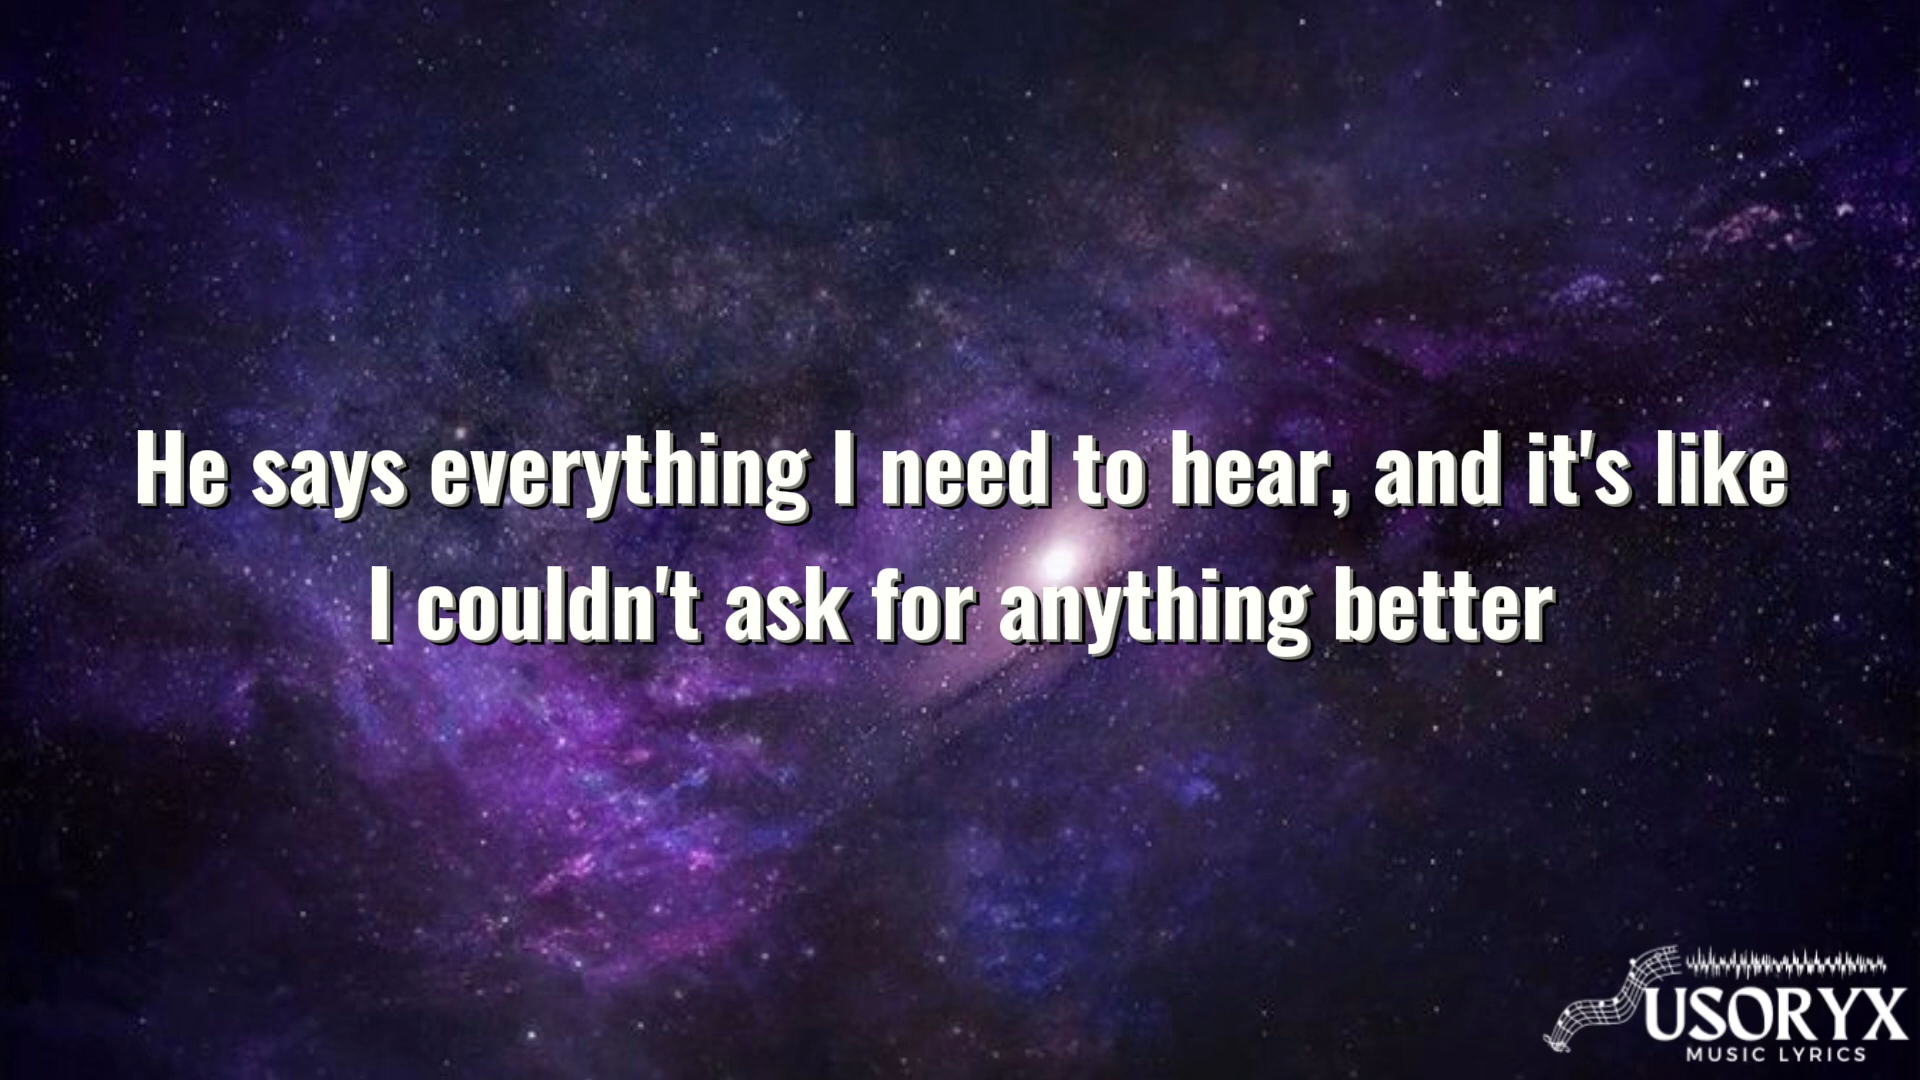 He says everything I need to hear, and it's like
I couldn't ask for anything better
USORYX
MUSIC LYRICS